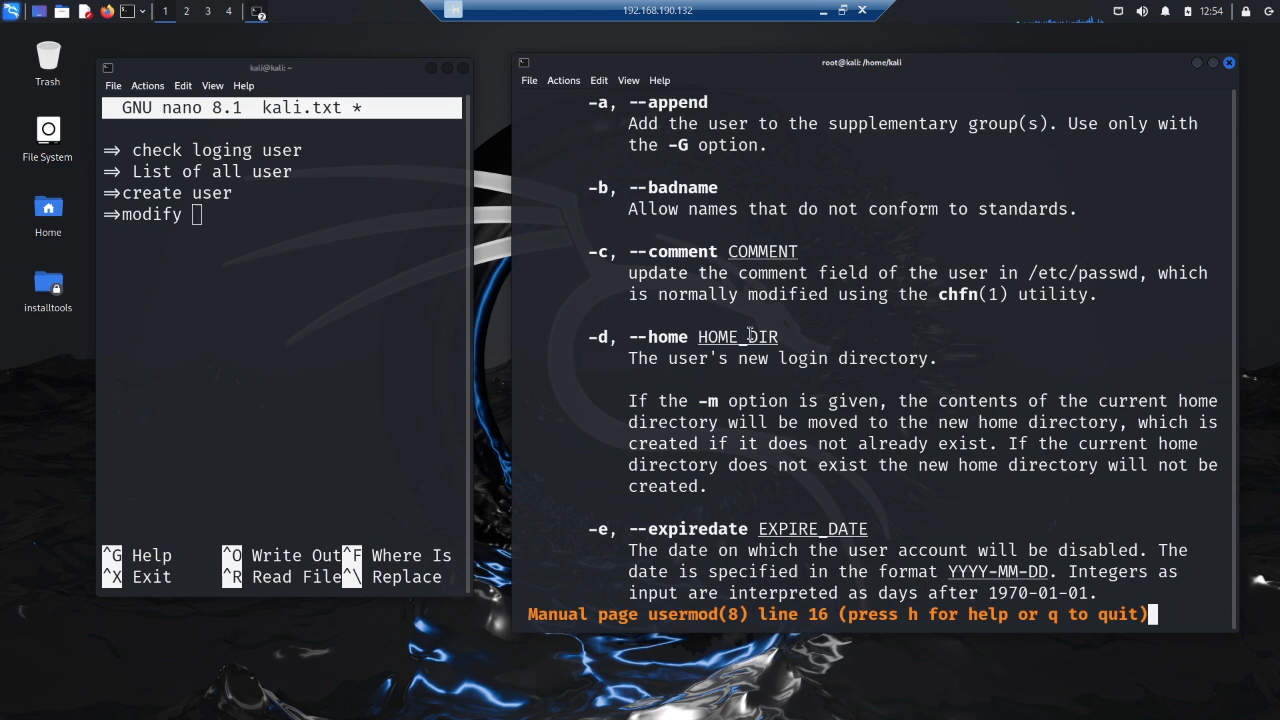 1 2 3 4
192.168.190.132
12:54
Trash
File System
Home
installtools
kali@kali: ~
File Actions Edit View Help
GNU nano 8.1 kali.txt *
⇒ check loging user
⇒ List of all user
⇒create user
⇒modify
^G Help ^O Write Out^F Where Is
^X Exit ^R Read File^\ Replace
root@kali: /home/kali
File Actions Edit View Help
-a, --append
Add the user to the supplementary group(s). Use only with
the -G option.
-b, --badname
Allow names that do not conform to standards.
-c, --comment COMMENT
update the comment field of the user in /etc/passwd, which
is normally modified using the chfn(1) utility.
-d, --home HOME_DIR
The user's new login directory.
If the -m option is given, the contents of the current home
directory will be moved to the new home directory, which is
created if it does not already exist. If the current home
directory does not exist the new home directory will not be
created.
-e, --expiredate EXPIRE_DATE
The date on which the user account will be disabled. The
date is specified in the format YYYY-MM-DD. Integers as
input are interpreted as days after 1970-01-01.
Manual page usermod(8) line 16 (press h for help or q to quit)